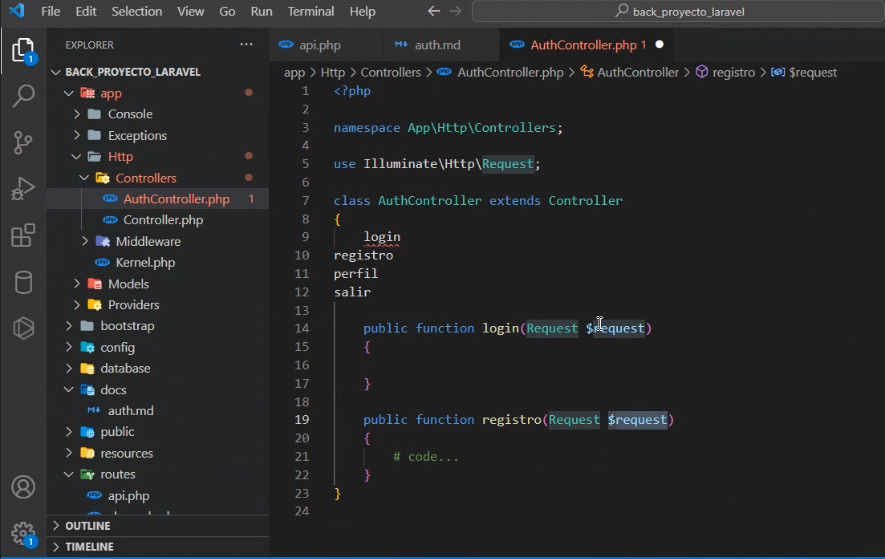 File Edit Selection View Go Run Terminal Help
back_proyecto_laravel
EXPLORER
BACK_PROYECTO_LARAVEL
app
Console
Exceptions
Http
Controllers
AuthController.php 1
Controller.php
Middleware
Kernel.php
Models
Providers
bootstrap
config
database
docs
auth.md
public
resources
routes
api.php
OUTLINE
TIMELINE
1
1
api.php
auth.md
AuthController.php 1
app > Http > Controllers > AuthController.php > AuthController > registro > $request
1 <?php
2
3 namespace App\Http\Controllers;
4
5 use Illuminate\Http\Request;
6
7 class AuthController extends Controller
8 {
9 login
10 registro
11 perfil
12 salir
13
14 public function login(Request $request)
15 {
16
17 }
18
19 public function registro(Request $request)
20 {
21 # code...
22 }
23 }
24